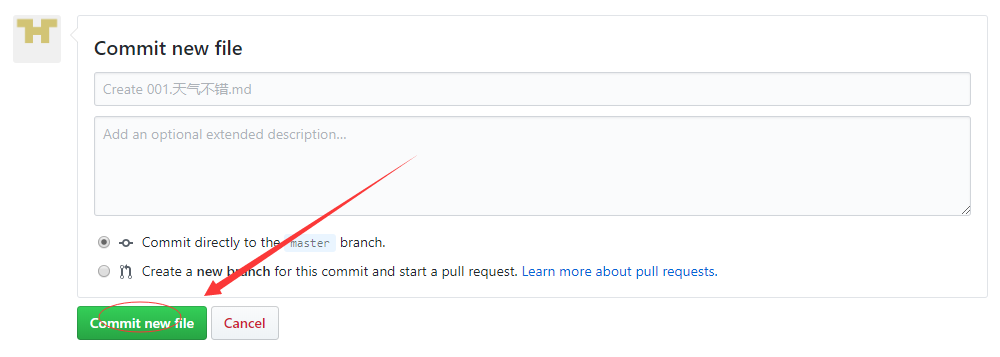 Commit new file
Create 001.天气不错.md
Add an optional extended description...
Commit directly to the master branch.
Create a new branch for this commit and start a pull request. Learn more about pull requests.
Commit new file
Cancel